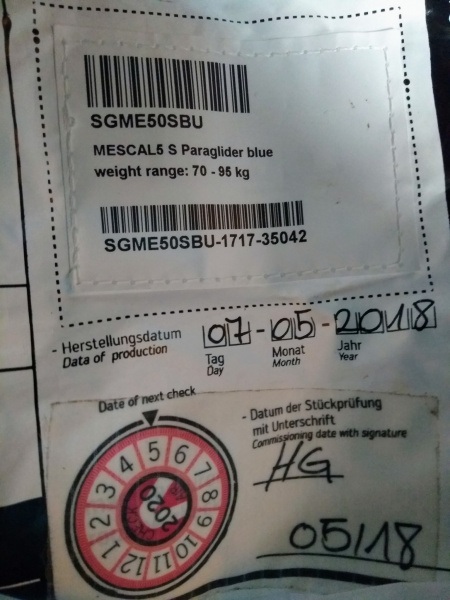 SGME50SBU
MESCAL5 S Paraglider blue
weight range: 70 - 95 kg
SGME50SBU-1717-35042
- Herstellungsdatum
Data of production
07-05-2018
Tag
Day
Monat
Month
Jahr
Year
Date of next check
1 2 3 4 5 6 7 8 9 10 11 12
2020
- Datum der Stückprüfung
mit Unterschrift
Commissioning date with signature
HG
05/18